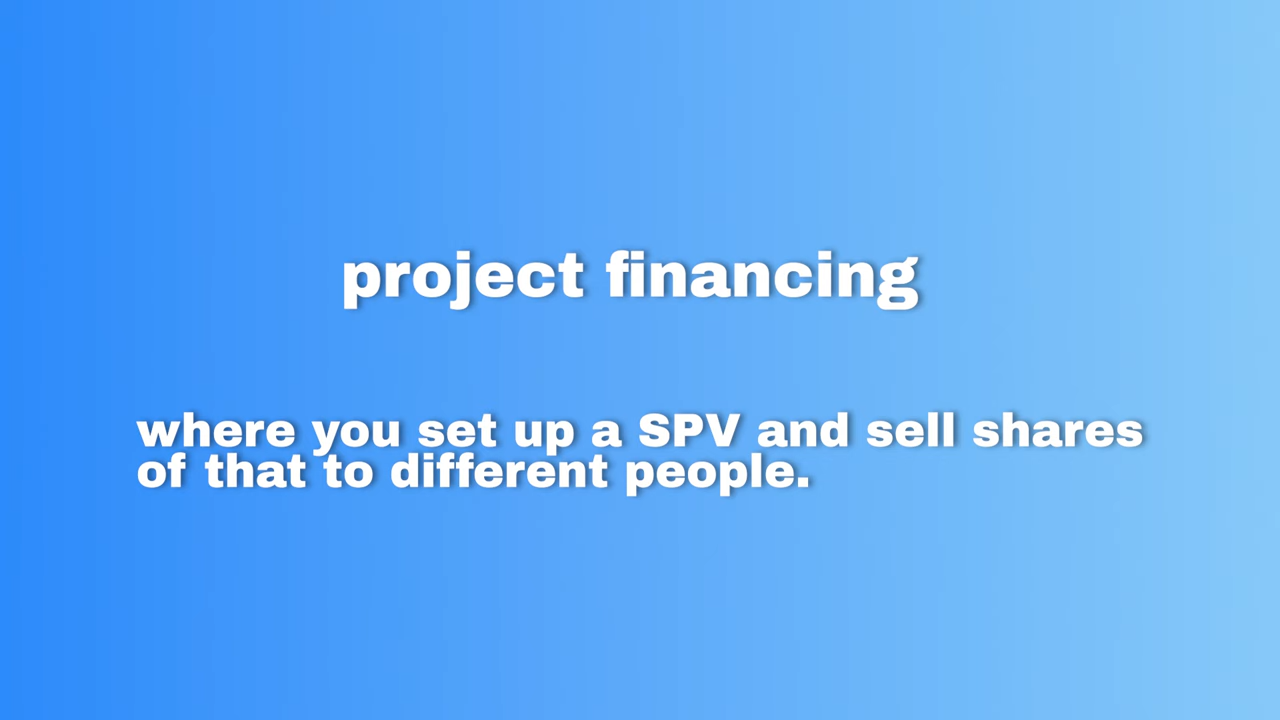 project financing
where you set up a SPV and sell shares
of that to different people.